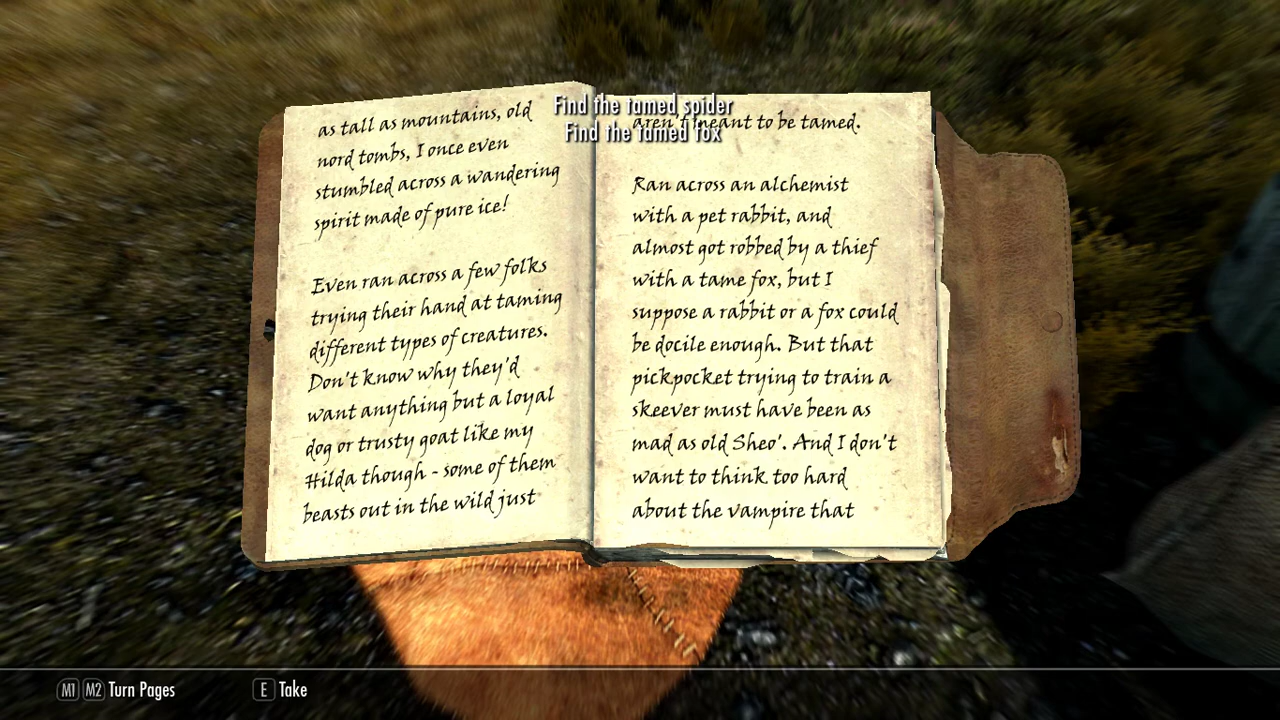 Find the tamed spider
Find the tamed fox
as tall as mountains, old
nord tombs, I once even
stumbled across a wandering
spirit made of pure ice!
Even ran across a few folks
trying their hand at taming
different types of creatures.
Don't know why they'd
want anything but a loyal
dog or trusty goat like my
Hilda though - some of them
beasts out in the wild just
aren't meant to be tamed.
Ran across an alchemist
with a pet rabbit, and
almost got robbed by a thief
with a tame fox, but I
suppose a rabbit or a fox could
be docile enough. But that
pickpocket trying to train a
skeever must have been as
mad as old Sheo'. And I don't
want to think too hard
about the vampire that
M1 M2 Turn Pages
E Take